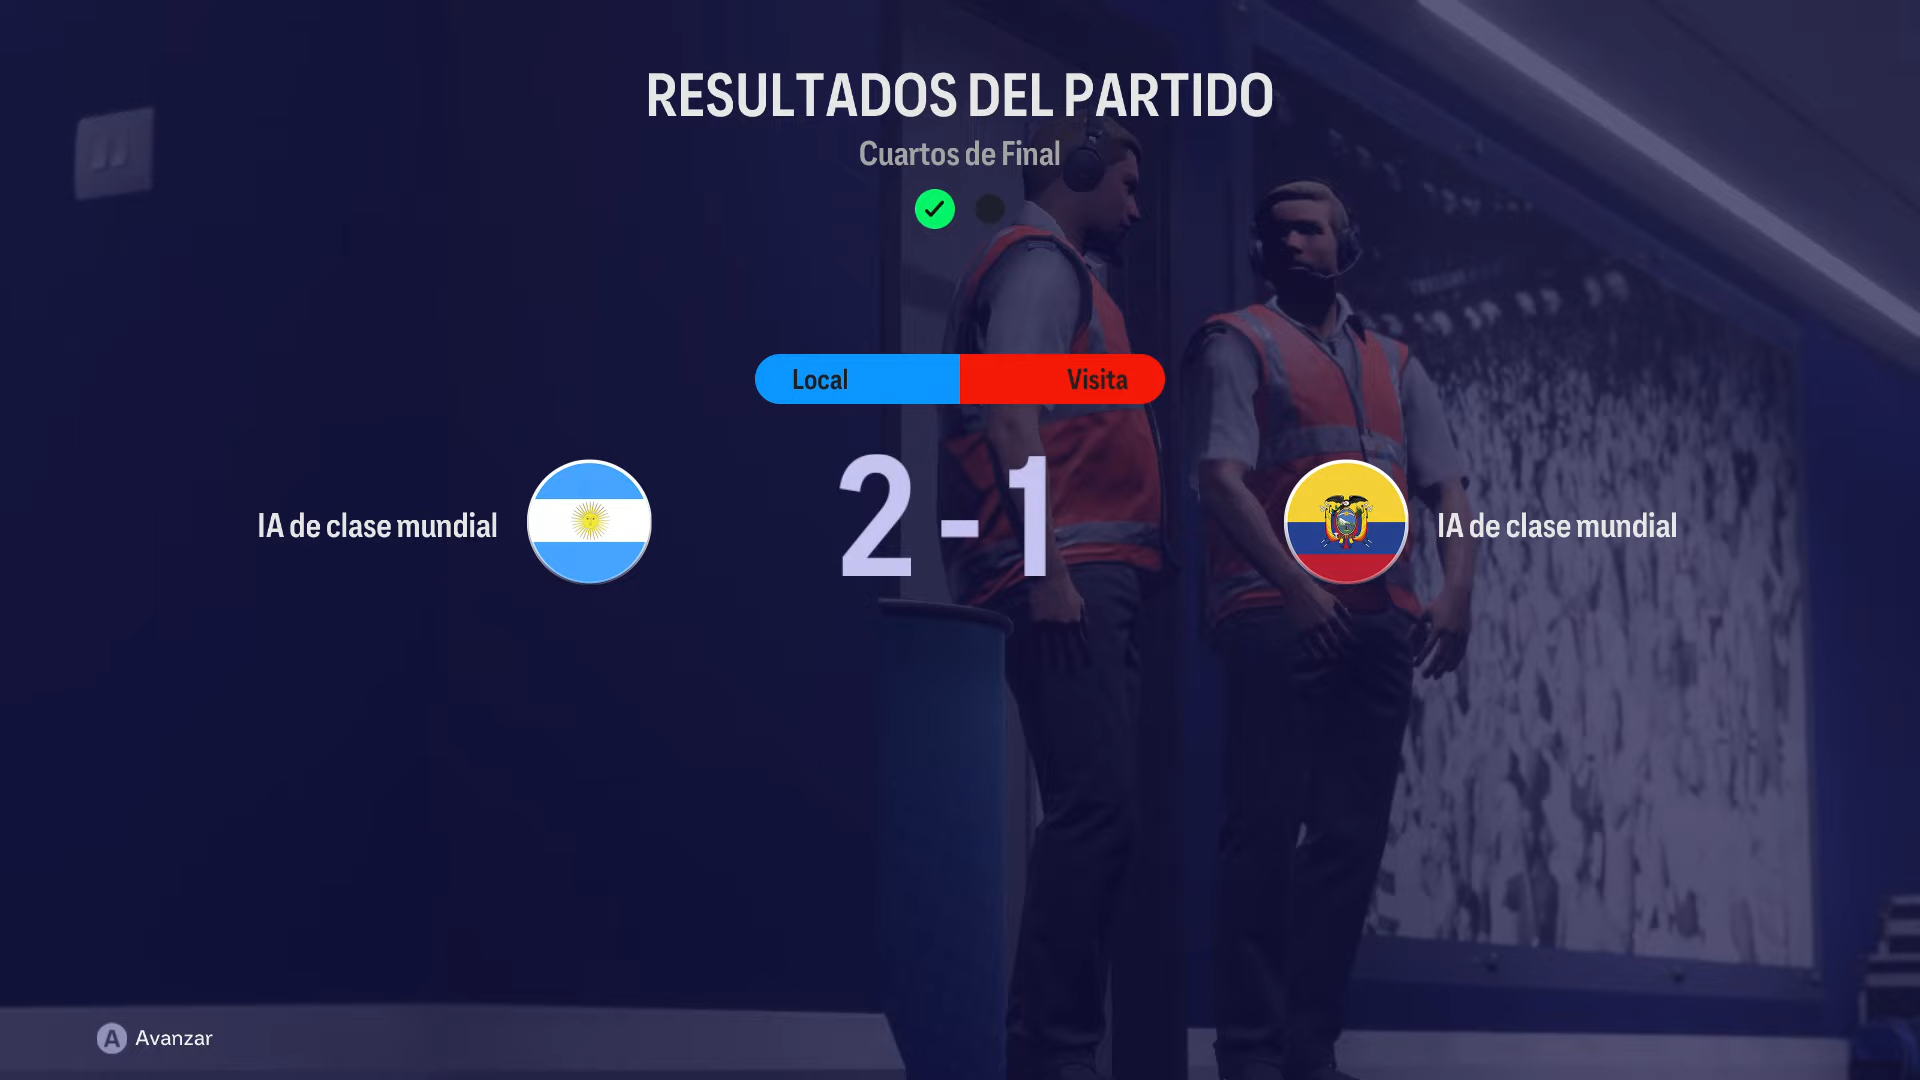 RESULTADOS DEL PARTIDO
Cuartos de Final
Local
Visita
IA de clase mundial
2 - 1
IA de clase mundial
A Avanzar